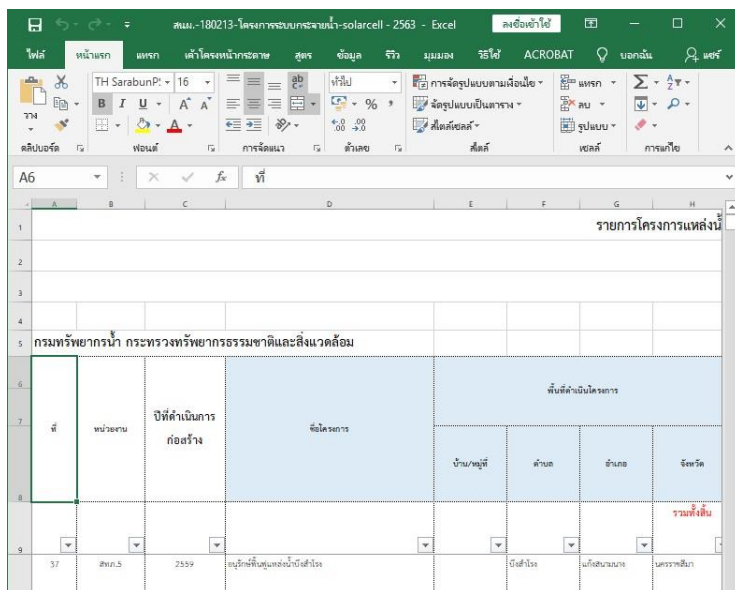 สนม.-180213-โครงการระบบกระจายน้ำ-solarcell - 2563 - Excel
ลงชื่อเข้าใช้
ไฟล์ หน้าแรก แทรก เค้าโครงหน้ากระดาษ สูตร ข้อมูล รีวิว มุมมอง วิธีใช้ ACROBAT บอกฉัน แชร์
TH SarabunP: 16 ทั่วไป การจัดรูปแบบตามเงื่อนไข แทรก
วาง B I U A A % จัดรูปแบบเป็นตาราง ลบ
A สไตล์เซลล์ รูปแบบ
คลิปบอร์ด ฟอนต์ การจัดแนว ตัวเลข สไตล์ เซลล์ การแก้ไข
A6 fx ที่
A B C D E F G H
1 รายการโครงการแหล่งน้ำ
2
3
4
5 กรมทรัพยากรน้ำ กระทรวงทรัพยากรธรรมชาติและสิ่งแวดล้อม
6 พื้นที่ดำเนินโครงการ
7 ที่ หน่วยงาน ปีที่ดำเนินการ ชื่อโครงการ
ก่อสร้าง
บ้าน/หมู่ที่ ตำบล อำเภอ จังหวัด
8
รวมทั้งสิ้น
9
37 สทภ.5 2559 อนุรักษ์ฟื้นฟูแหล่งน้ำบึงสำโรง บึงสำโรง แก้งสนามนาง นครราชสีมา